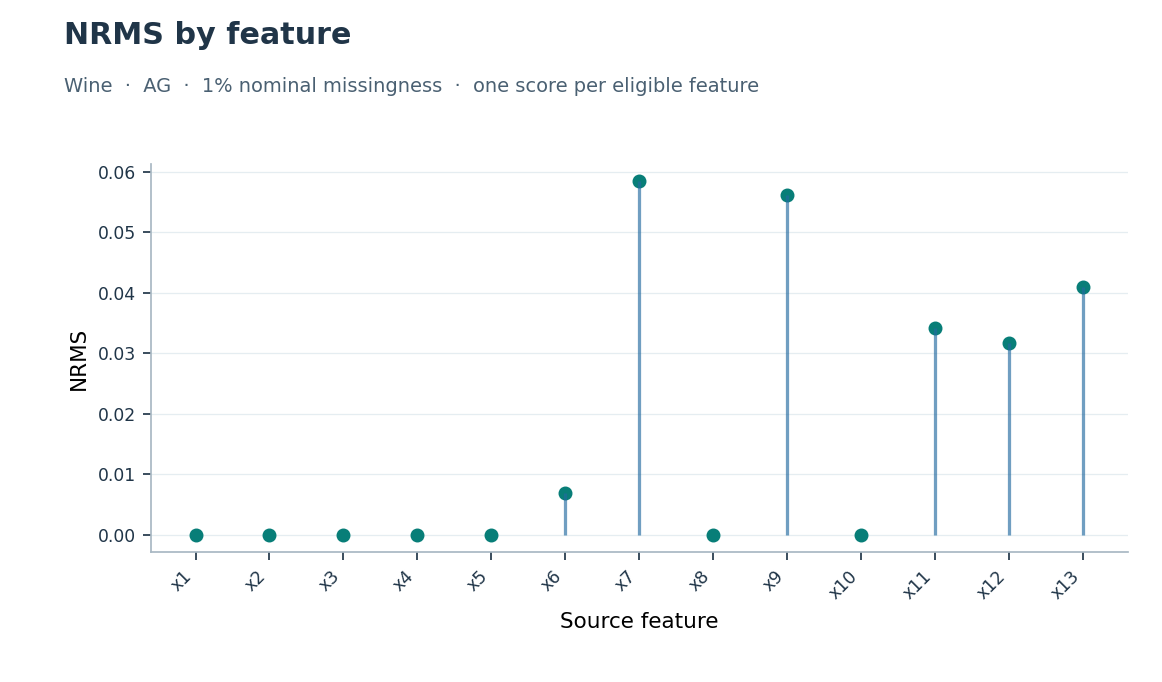 NRMS by feature
Wine · AG · 1% nominal missingness · one score per eligible feature
0.06
0.05
0.04
0.03
0.02
0.01
0.00
NRMS
x1 x2 x3 x4 x5 x6 x7 x8 x9 x10 x11 x12 x13
Source feature